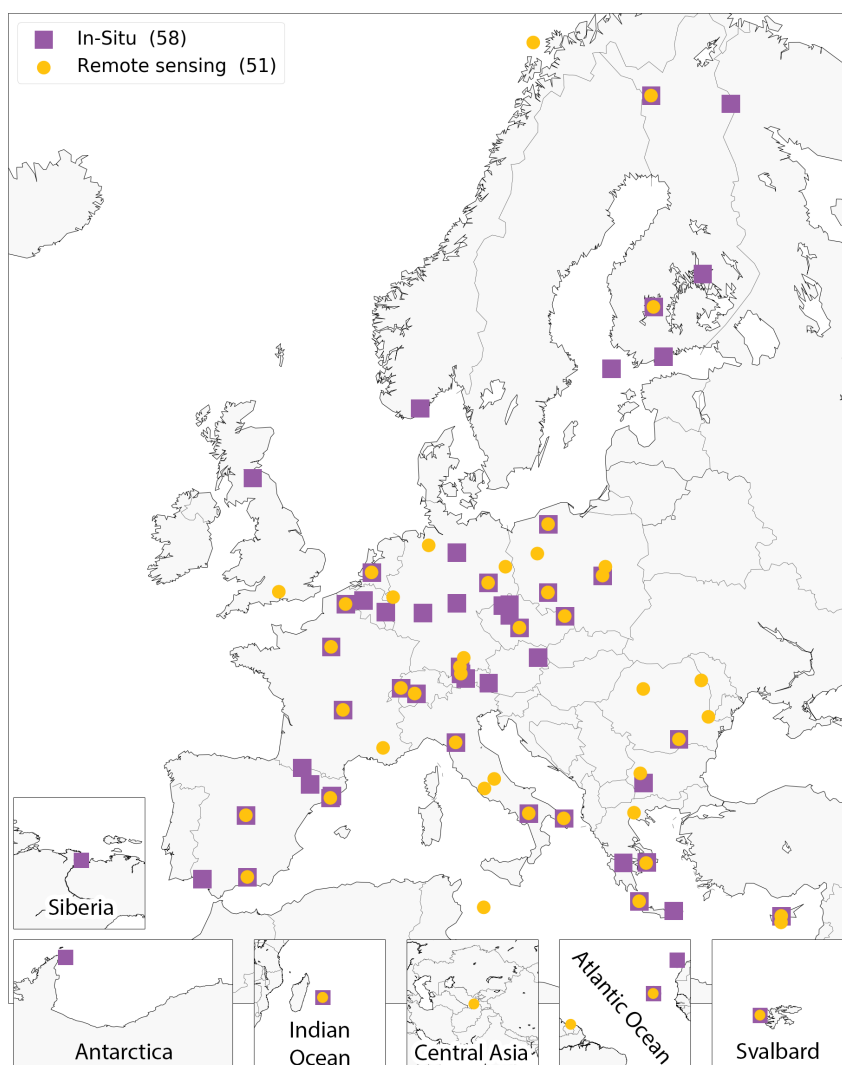 In-Situ (58)
Remote sensing (51)
Siberia
Antarctica
Indian
Ocean
Central Asia
Atlantic Ocean
Svalbard